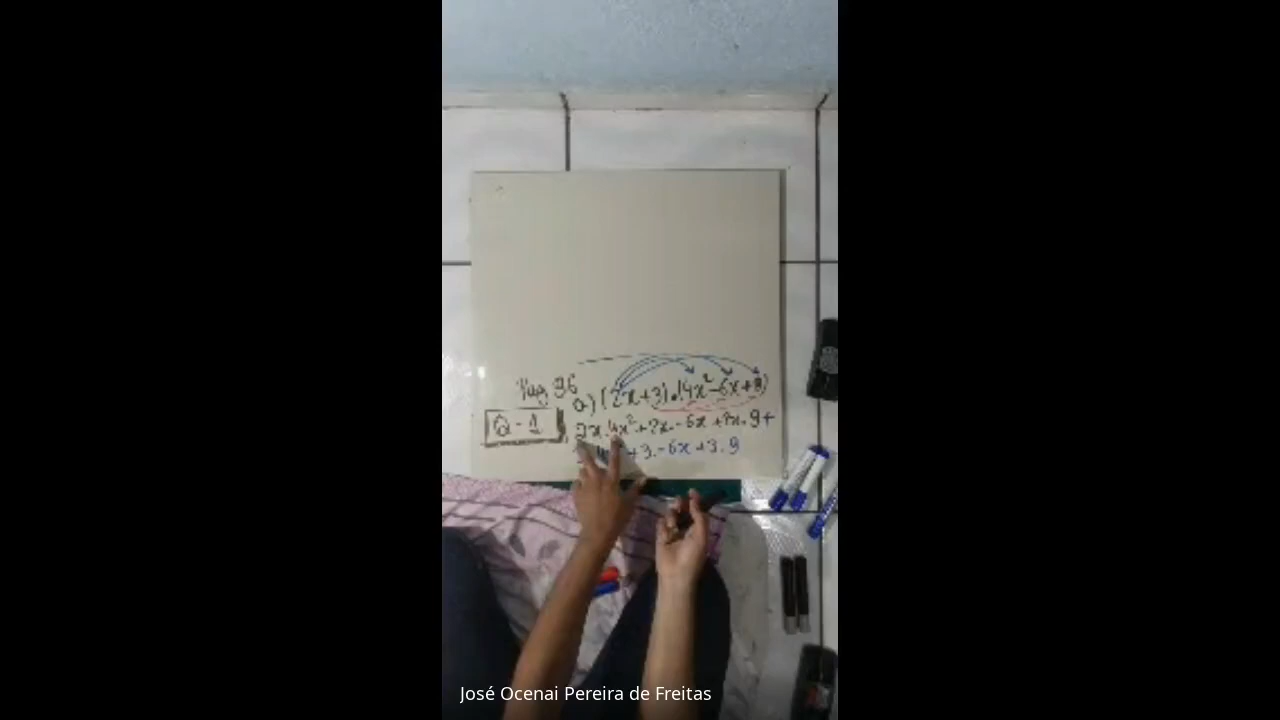 Pag 96
a) (2x+3).(4x²-6x+9)
Q-1
2x.4x²+2x.-6x+2x.9+
+3.-6x+3.9
José Ocenai Pereira de Freitas